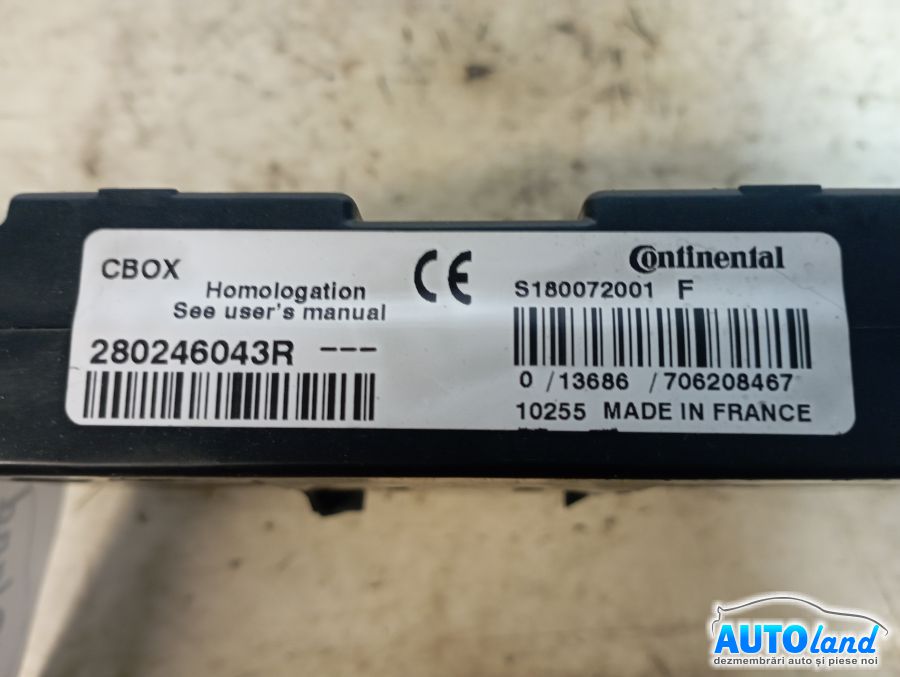 CBOX
Homologation
See user's manual
280246043R ---
CE
Continental
S180072001 F
0 /13686 /706208467
10255 MADE IN FRANCE
AUTOland
dezmembrări auto și piese noi